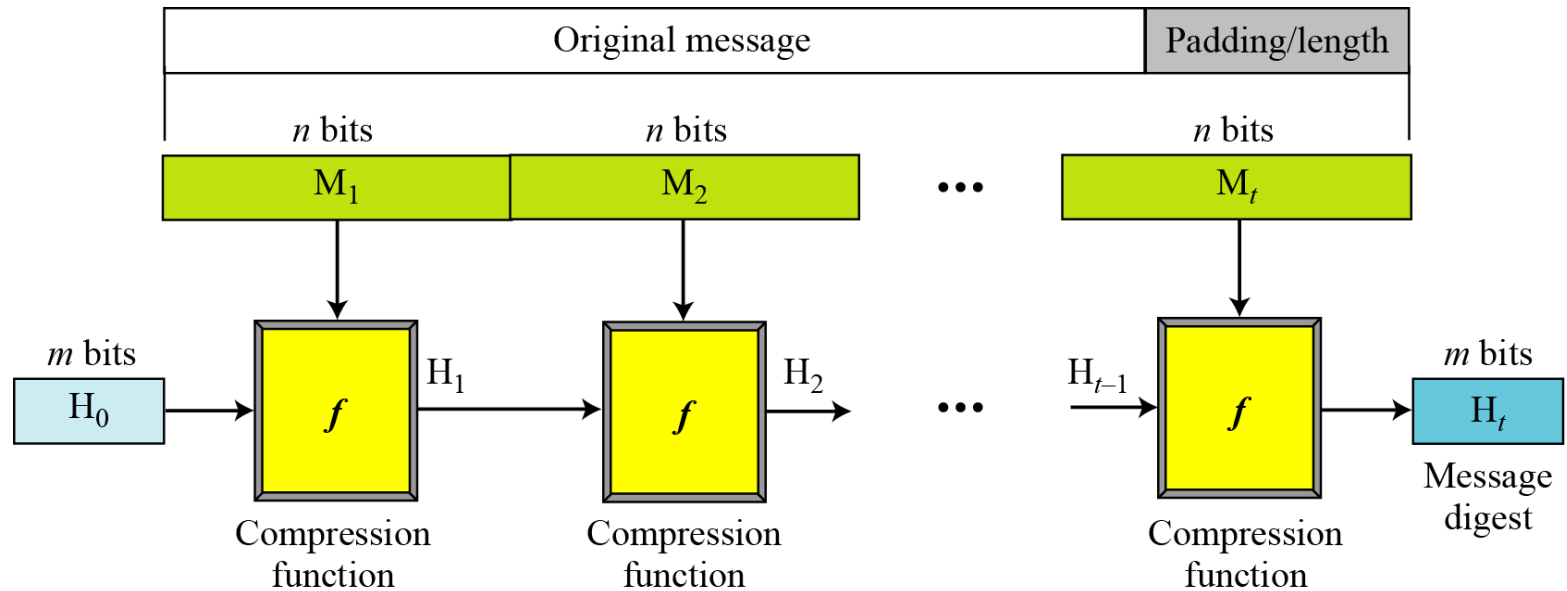 Original message
Padding/length
n bits
n bits
n bits
M₁
M₂
•••
Mₜ
m bits
H₀
f
H₁
f
H₂
•••
Hₜ₋₁
f
m bits
Hₜ
Message
digest
Compression
function
Compression
function
Compression
function